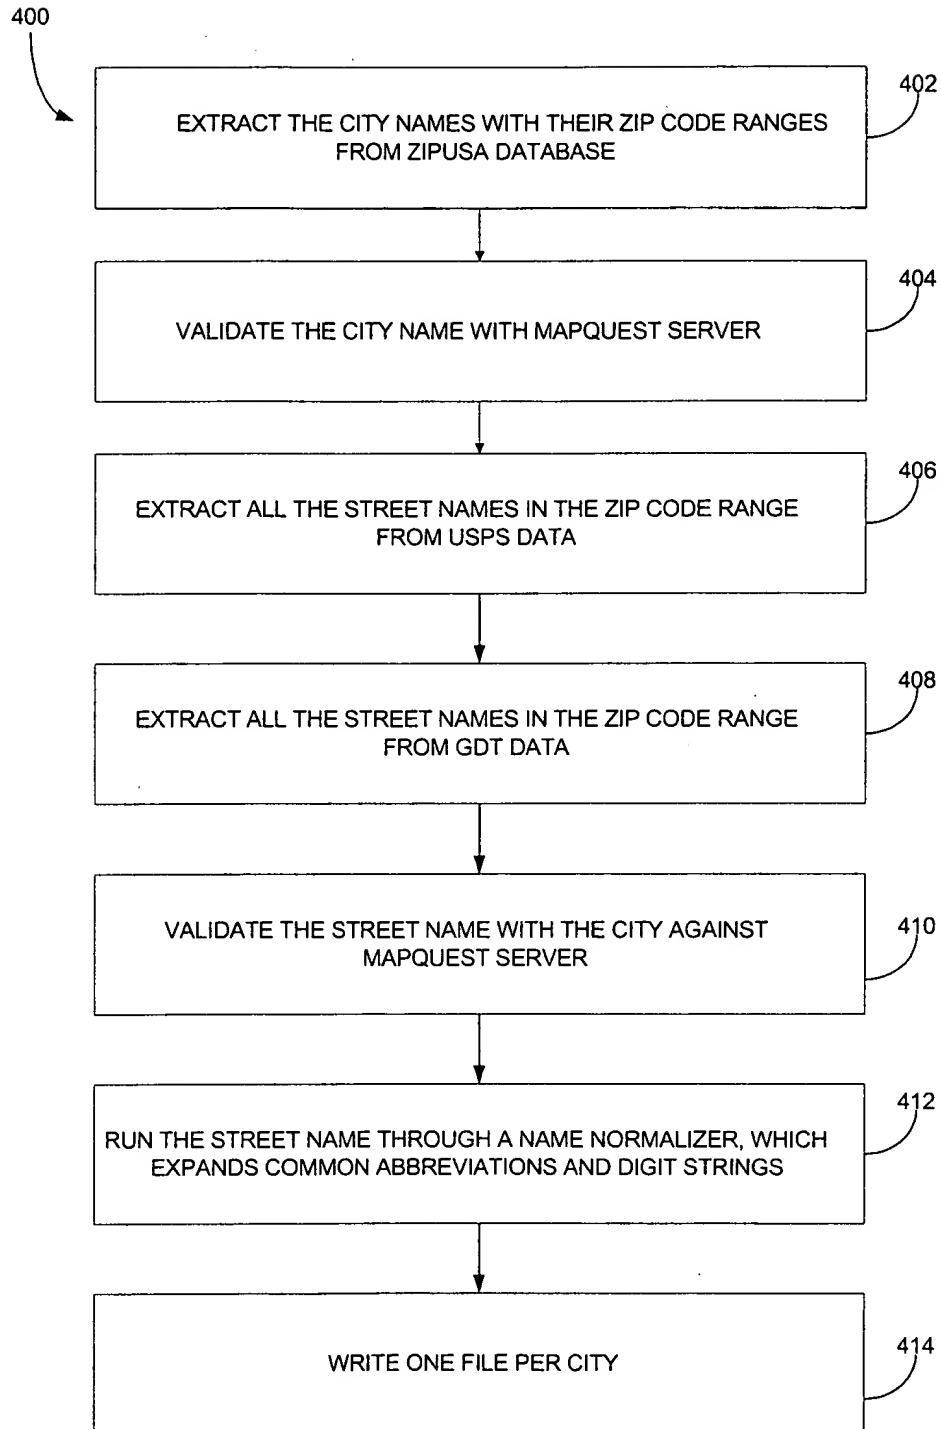 400
402
EXTRACT THE CITY NAMES WITH THEIR ZIP CODE RANGES
FROM ZIPUSA DATABASE
404
VALIDATE THE CITY NAME WITH MAPQUEST SERVER
406
EXTRACT ALL THE STREET NAMES IN THE ZIP CODE RANGE
FROM USPS DATA
408
EXTRACT ALL THE STREET NAMES IN THE ZIP CODE RANGE
FROM GDT DATA
410
VALIDATE THE STREET NAME WITH THE CITY AGAINST
MAPQUEST SERVER
412
RUN THE STREET NAME THROUGH A NAME NORMALIZER, WHICH
EXPANDS COMMON ABBREVIATIONS AND DIGIT STRINGS
414
WRITE ONE FILE PER CITY